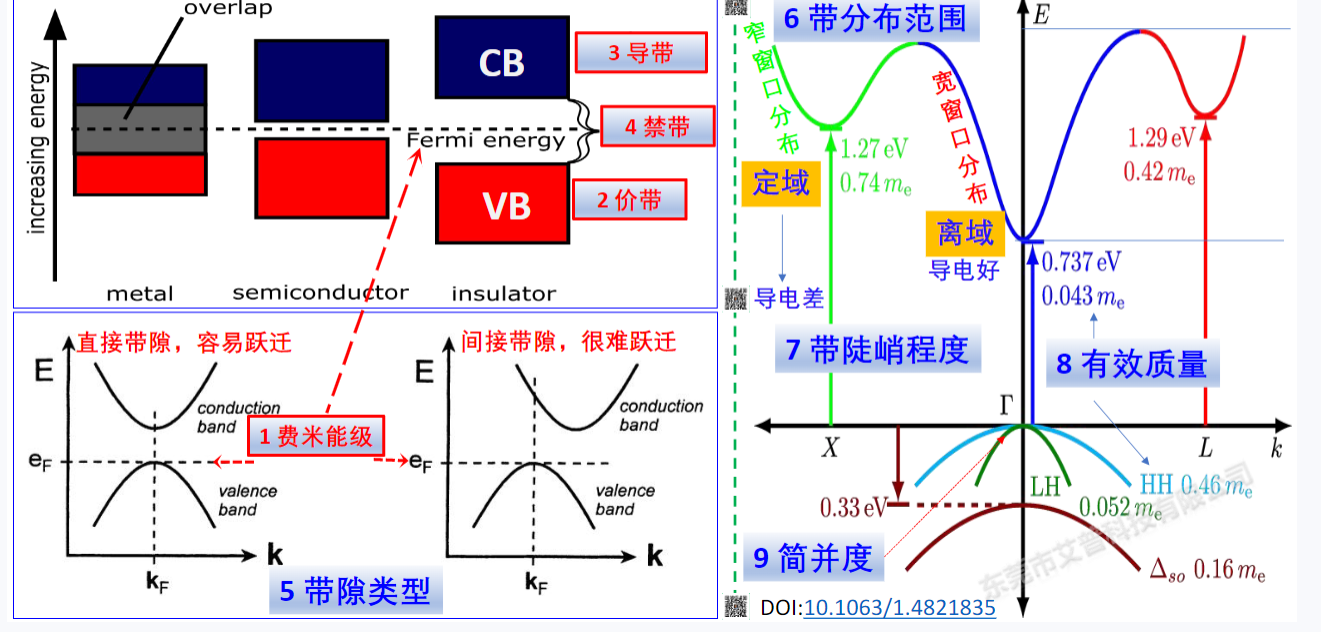 overlap
increasing energy
CB
3 导带
4 禁带
Fermi energy
VB
2 价带
metal
semiconductor
insulator
直接带隙，容易跃迁
E
conduction
band
e_F
valence
band
k
k_F
1 费米能级
间接带隙，很难跃迁
E
conduction
band
e_F
valence
band
k
k_F
5 带隙类型
6 带分布范围
E
窄窗口分布
宽窗口分布
定域
导电差
离域
导电好
1.27 eV
0.74 m_e
1.29 eV
0.42 m_e
0.737 eV
0.043 m_e
7 带陡峭程度
8 有效质量
Γ
X
L
k
0.33 eV
LH
0.052 m_e
HH 0.46 m_e
9 简并度
Δ_so 0.16 m_e
东莞市艾普科技有限公司
DOI:10.1063/1.4821835